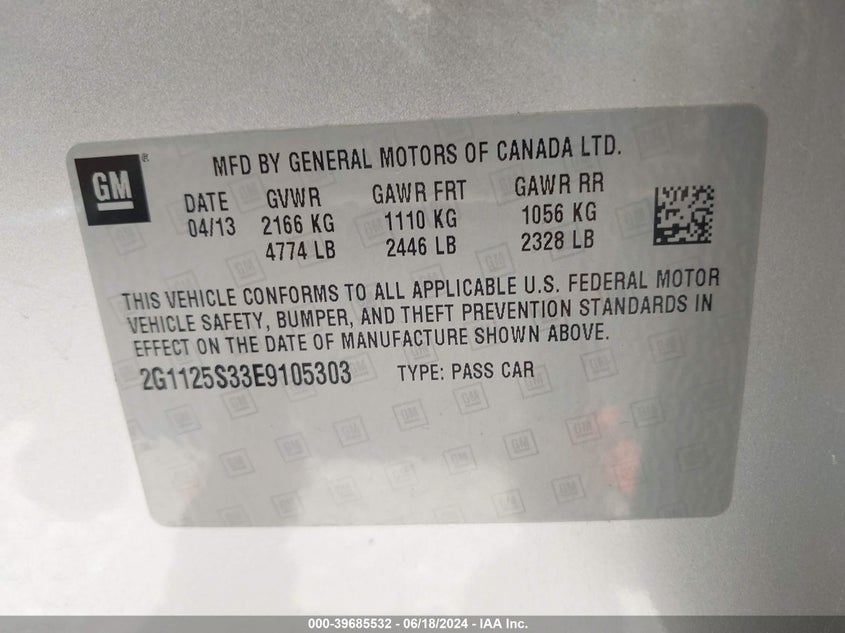 GM®
MFD BY GENERAL MOTORS OF CANADA LTD.
DATE GVWR GAWR FRT GAWR RR
04/13 2166 KG 1110 KG 1056 KG
4774 LB 2446 LB 2328 LB
THIS VEHICLE CONFORMS TO ALL APPLICABLE U.S. FEDERAL MOTOR
VEHICLE SAFETY, BUMPER, AND THEFT PREVENTION STANDARDS IN
EFFECT ON THE DATE OF MANUFACTURE SHOWN ABOVE.
2G1125S33E9105303 TYPE: PASS CAR
000-39685532 - 06/18/2024 - IAA Inc.